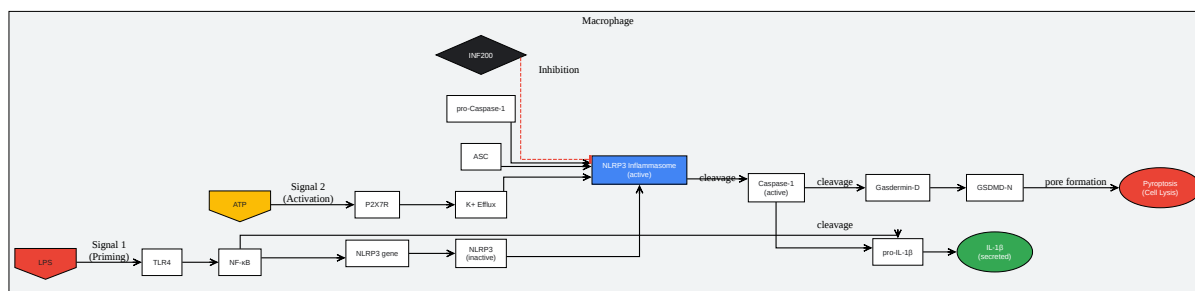 Macrophage
INF200
Inhibition
pro-Caspase-1
ASC
NLRP3 Inflammasome
(active)
cleavage
Caspase-1
(active)
cleavage
Gasdermin-D
GSDMD-N
pore formation
Pyroptosis
(Cell Lysis)
ATP
Signal 2
(Activation)
P2X7R
K+ Efflux
cleavage
LPS
Signal 1
(Priming)
TLR4
NF-κB
NLRP3 gene
NLRP3
(inactive)
pro-IL-1β
IL-1β
(secreted)